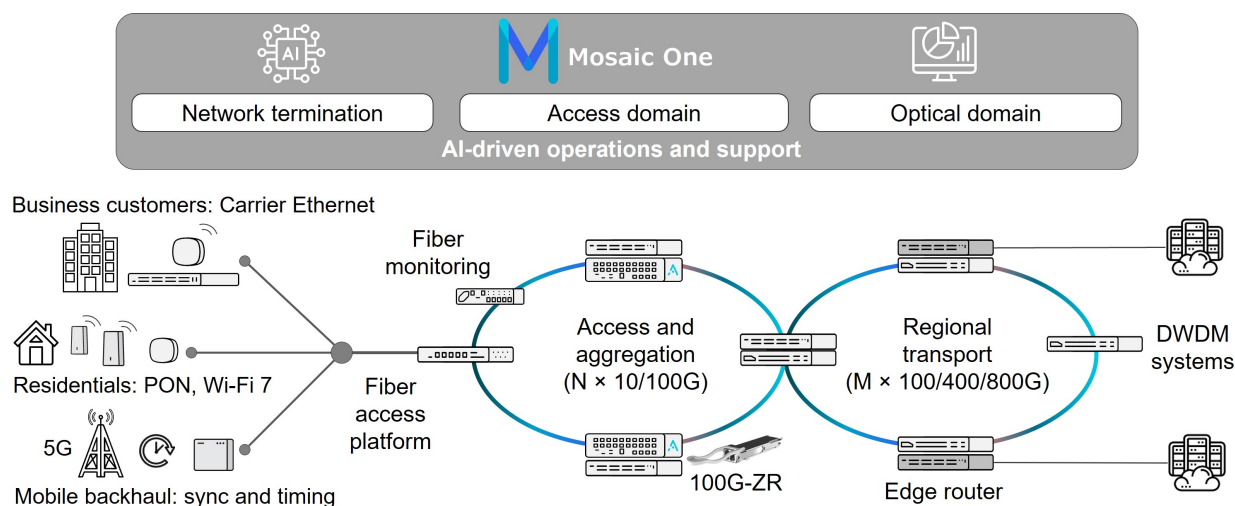 AI
Mosaic One
Network termination
Access domain
Optical domain
AI-driven operations and support
Business customers: Carrier Ethernet
Fiber
monitoring
Access and
aggregation
(N × 10/100G)
Regional
transport
(M × 100/400/800G)
DWDM
systems
Residentials: PON, Wi-Fi 7
Fiber
access
platform
5G
Mobile backhaul: sync and timing
100G-ZR
Edge router